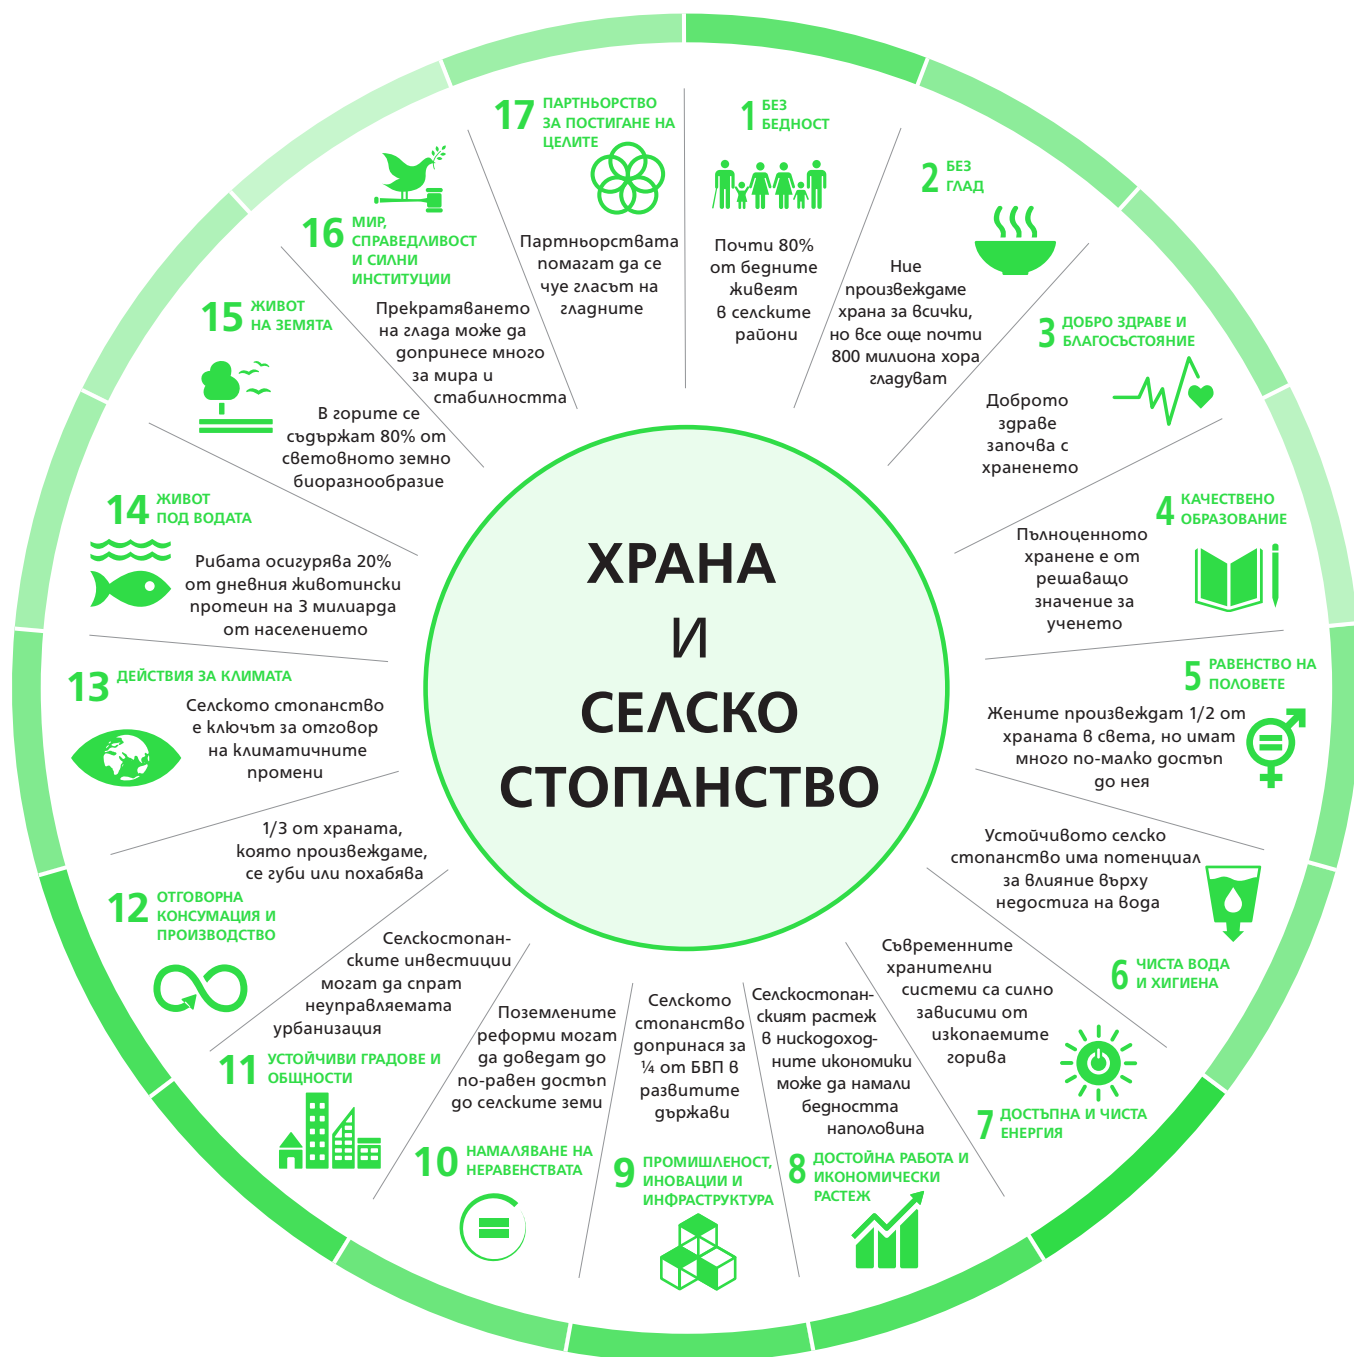 ХРАНА
И
СЕЛСКО
СТОПАНСТВО
1 БЕЗ
БЕДНОСТ
Почти 80%
от бедните
живеят
в селските
райони
2 БЕЗ
ГЛАД
Ние
произвеждаме
храна за всички,
но все още почти
800 милиона хора
гладуват
3 ДОБРО ЗДРАВЕ И
БЛАГОСЪСТОЯНИЕ
Доброто
здраве
започва с
храненето
4 КАЧЕСТВЕНО
ОБРАЗОВАНИЕ
Пълноценното
хранене е от
решаващо
значение за
ученето
5 РАВЕНСТВО НА
ПОЛОВЕТЕ
Жените произвеждат 1/2 от
храната в света, но имат
много по-малко достъп
до нея
Устойчивото селско
стопанство има потенциал
за влияние върху
недостига на вода
6 ЧИСТА ВОДА
И ХИГИЕНА
Съвременните
хранителни
системи са силно
зависими от
изкопаемите
горива
7 ДОСТЪПНА И ЧИСТА
ЕНЕРГИЯ
Селскостопан-
ският растеж
в нискодоход-
ните икономики
може да намали
бедността
наполовина
8 ДОСТОЙНА РАБОТА И
ИКОНОМИЧЕСКИ
РАСТЕЖ
Селското
стопанство
допринася за
¼ от БВП в
развитите
държави
9 ПРОМИШЛЕНОСТ,
ИНОВАЦИИ И
ИНФРАСТРУКТУРА
Поземлените
реформи могат
да доведат до
по-равен достъп
до селските земи
10 НАМАЛЯВАНЕ НА
НЕРАВЕНСТВАТА
Селскостопан-
ските инвестиции
могат да спрат
неуправляемата
урбанизация
11 УСТОЙЧИВИ ГРАДОВЕ И
ОБЩНОСТИ
1/3 от храната,
която произвеждаме,
се губи или похабява
12 ОТГОВОРНА
КОНСУМАЦИЯ И
ПРОИЗВОДСТВО
13 ДЕЙСТВИЯ ЗА КЛИМАТА
Селското стопанство
е ключът за отговор
на климатичните
промени
14 ЖИВОТ
ПОД ВОДАТА
Рибата осигурява 20%
от дневния животински
протеин на 3 милиарда
от населението
15 ЖИВОТ
НА ЗЕМЯТА
В горите се
съдържат 80% от
световното земно
биоразнообразие
16 МИР,
СПРАВЕДЛИВОСТ
И СИЛНИ
ИНСТИТУЦИИ
Прекратяването
на глада може да
допринесе много
за мира и
стабилността
17 ПАРТНЬОРСТВО
ЗА ПОСТИГАНЕ НА
ЦЕЛИТЕ
Партньорствата
помагат да се
чуе гласът на
гладните